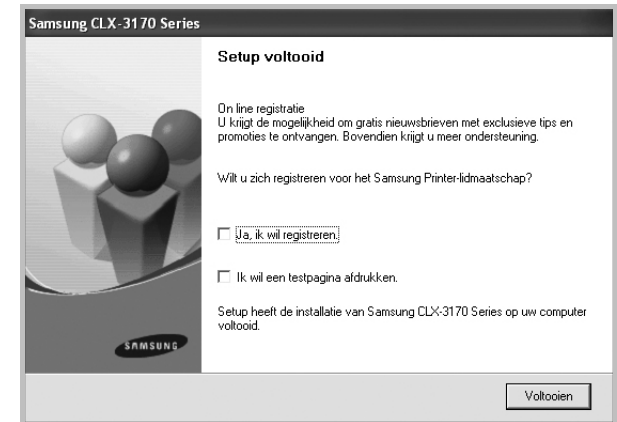 Samsung CLX-3170 Series
Setup voltooid
On line registratie
U krijgt de mogelijkheid om gratis nieuwsbrieven met exclusieve tips en
promoties te ontvangen. Bovendien krijgt u meer ondersteuning.
Wilt u zich registreren voor het Samsung Printer-lidmaatschap?
Ja, ik wil registreren.
Ik wil een testpagina afdrukken.
Setup heeft de installatie van Samsung CLX-3170 Series op uw computer
voltooid.
SAMSUNG
Voltooien